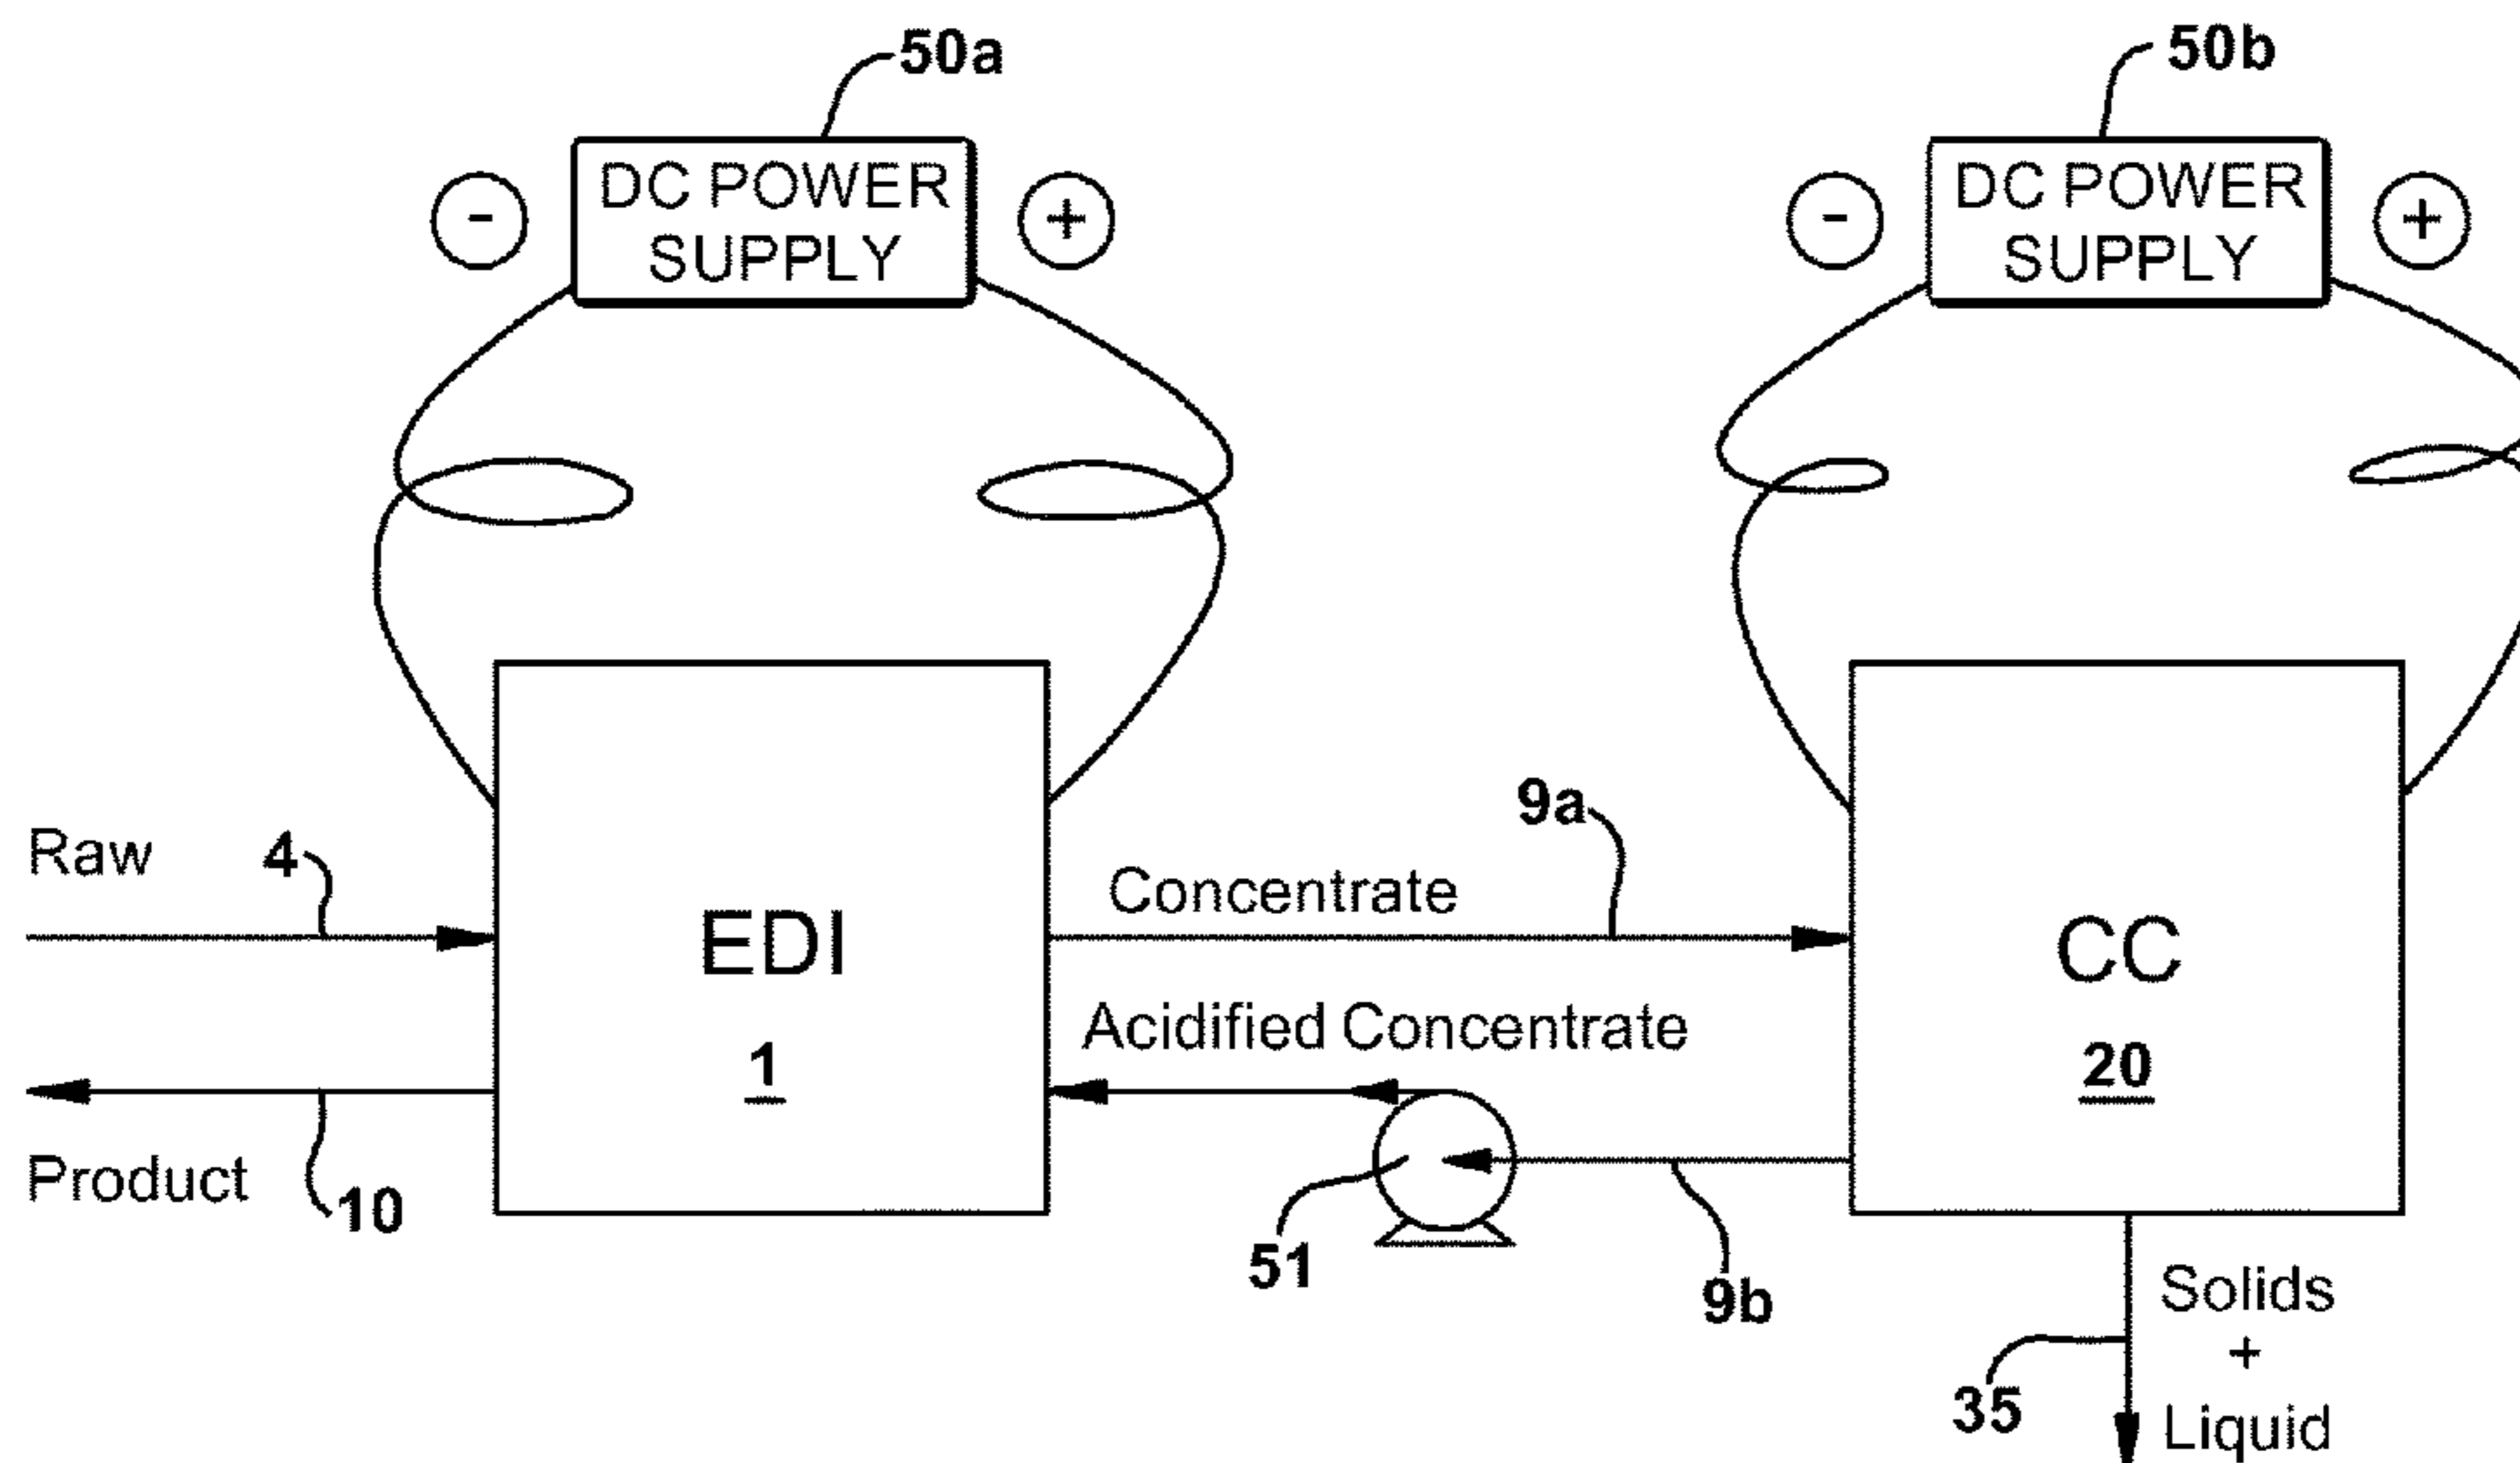 50a
50b
DC POWER
SUPPLY
-
+
DC POWER
SUPPLY
-
+
Raw
4
EDI
1
Concentrate
9a
CC
20
Acidified Concentrate
Product
10
51
9b
Solids
+
Liquid
35